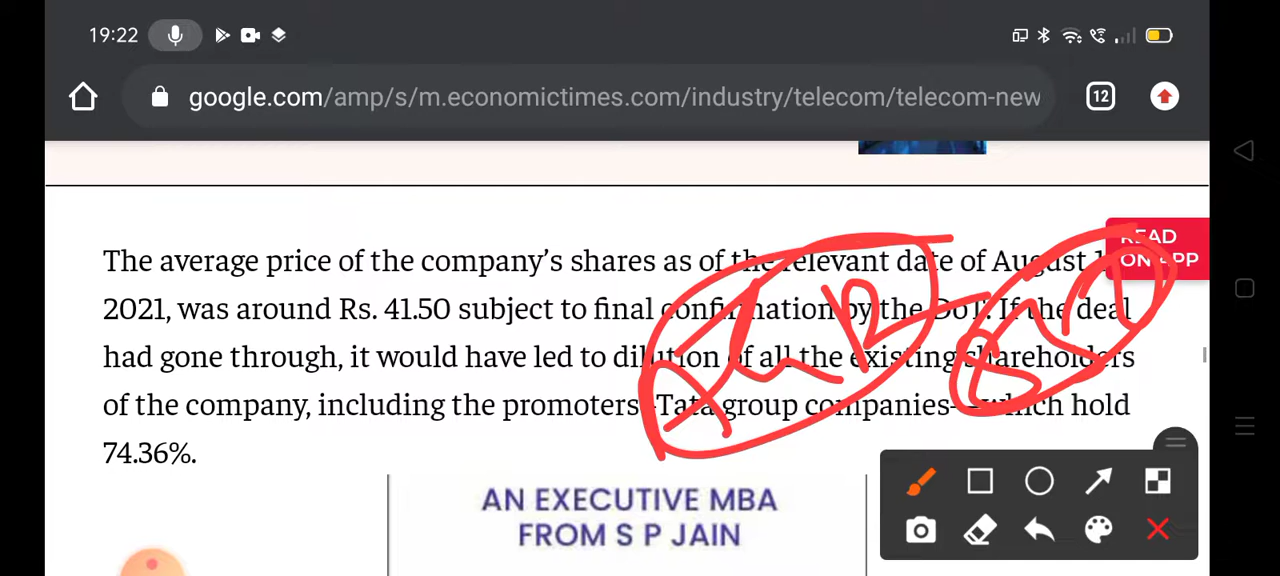 19:22
google.com/amp/s/m.economictimes.com/industry/telecom/telecom-new
12
READ
ON APP
The average price of the company's shares as of the relevant date of August
2021, was around Rs. 41.50 subject to final confirmation by the DoT. If the deal
had gone through, it would have led to dilution of all the existing shareholders
of the company, including the promoters–Tata group companies—which hold
74.36%.
AN EXECUTIVE MBA
FROM S P JAIN